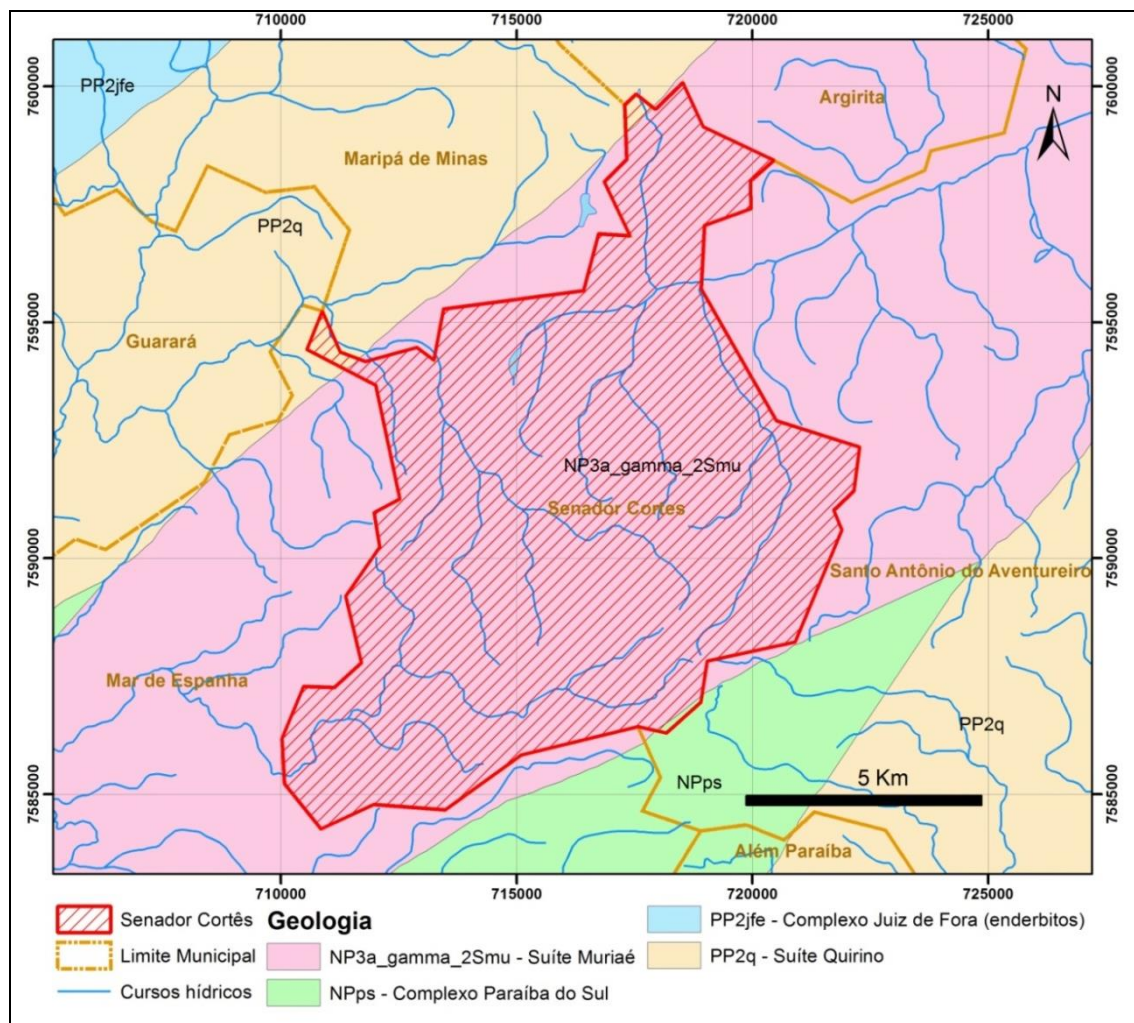 710000 715000 720000 725000
7600000 7600000
PP2jfe
Argirita
N
Maripá de Minas
PP2q
7595000 7595000
Guarará
NP3a_gamma_2Smu
Senador Cortes
7590000 7590000
Santo Antônio do Aventureiro
Mar de Espanha
PP2q
NPps
5 Km
7585000 7585000
Além Paraíba
710000 715000 720000 725000
Senador Cortês
Limite Municipal
Cursos hídricos
Geologia
NP3a_gamma_2Smu - Suíte Muriaé
NPps - Complexo Paraíba do Sul
PP2jfe - Complexo Juiz de Fora (enderbitos)
PP2q - Suíte Quirino